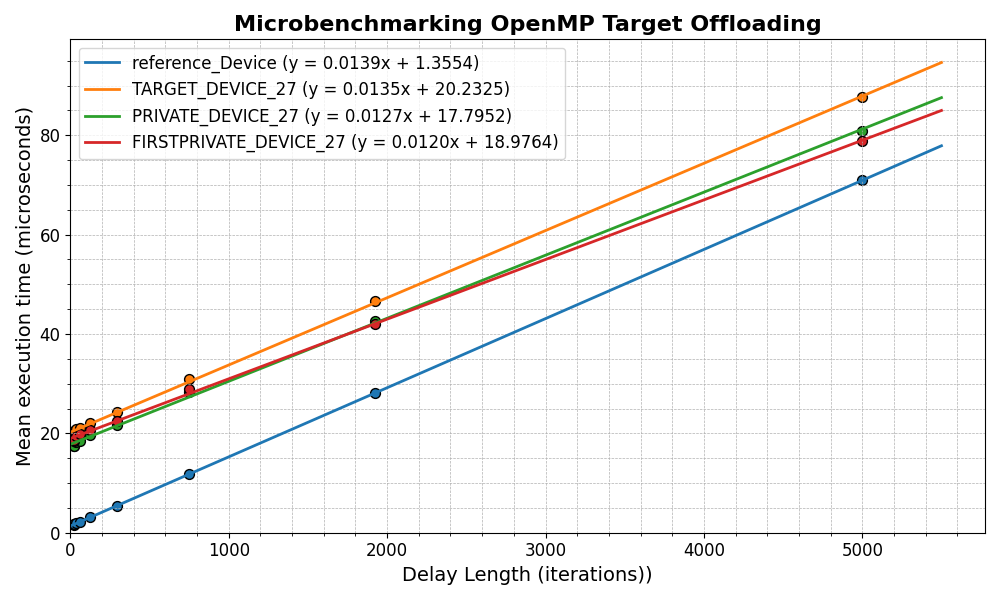 Microbenchmarking OpenMP Target Offloading
reference_Device (y = 0.0139x + 1.3554)
TARGET_DEVICE_27 (y = 0.0135x + 20.2325)
PRIVATE_DEVICE_27 (y = 0.0127x + 17.7952)
FIRSTPRIVATE_DEVICE_27 (y = 0.0120x + 18.9764)
Mean execution time (microseconds)
80
60
40
20
0
0 1000 2000 3000 4000 5000
Delay Length (iterations))